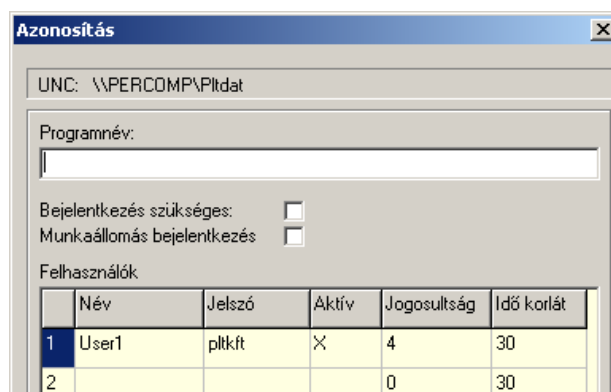 Azonosítás
UNC: \\PERCOMP\Pltdat
Programnév:
Bejelentkezés szükséges:
Munkaállomás bejelentkezés
Felhasználók
Név Jelszó Aktív Jogosultság Idő korlát
1 User1 pltkft X 4 30
2 0 30